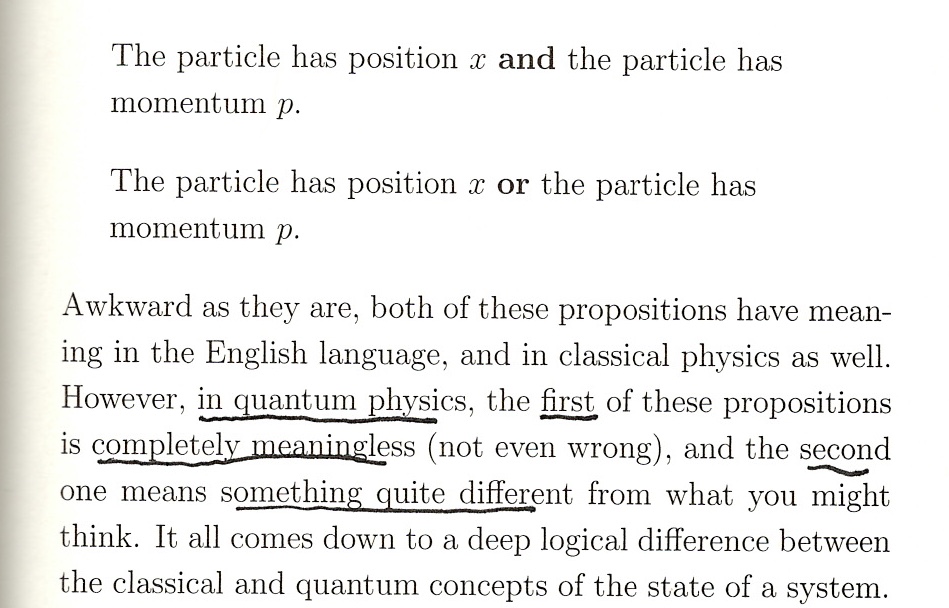 The particle has position x and the particle has
momentum p.
The particle has position x or the particle has
momentum p.
Awkward as they are, both of these propositions have mean-
ing in the English language, and in classical physics as well.
However, in quantum physics, the first of these propositions
is completely meaningless (not even wrong), and the second
one means something quite different from what you might
think. It all comes down to a deep logical difference between
the classical and quantum concepts of the state of a system.